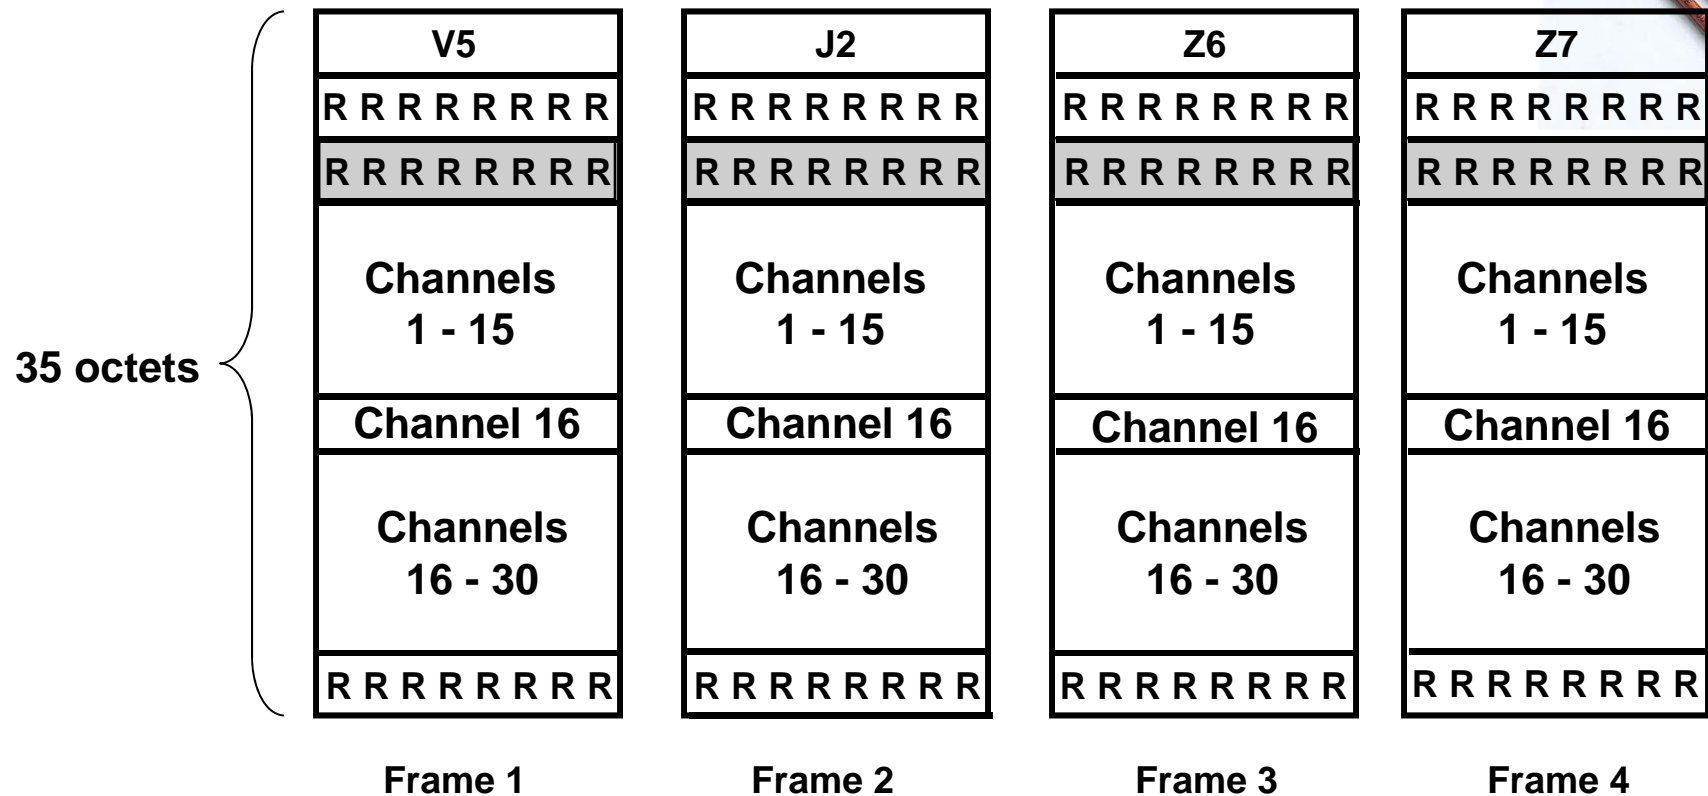 V5 J2 Z6 Z7
R R R R R R R R R R R R R R R R R R R R R R R R R R R R R R R R
R R R R R R R R R R R R R R R R R R R R R R R R R R R R R R R R
Channels Channels Channels Channels
1 - 15 1 - 15 1 - 15 1 - 15
35 octets
Channel 16 Channel 16 Channel 16 Channel 16
Channels Channels Channels Channels
16 - 30 16 - 30 16 - 30 16 - 30
R R R R R R R R R R R R R R R R R R R R R R R R R R R R R R R R
Frame 1 Frame 2 Frame 3 Frame 4